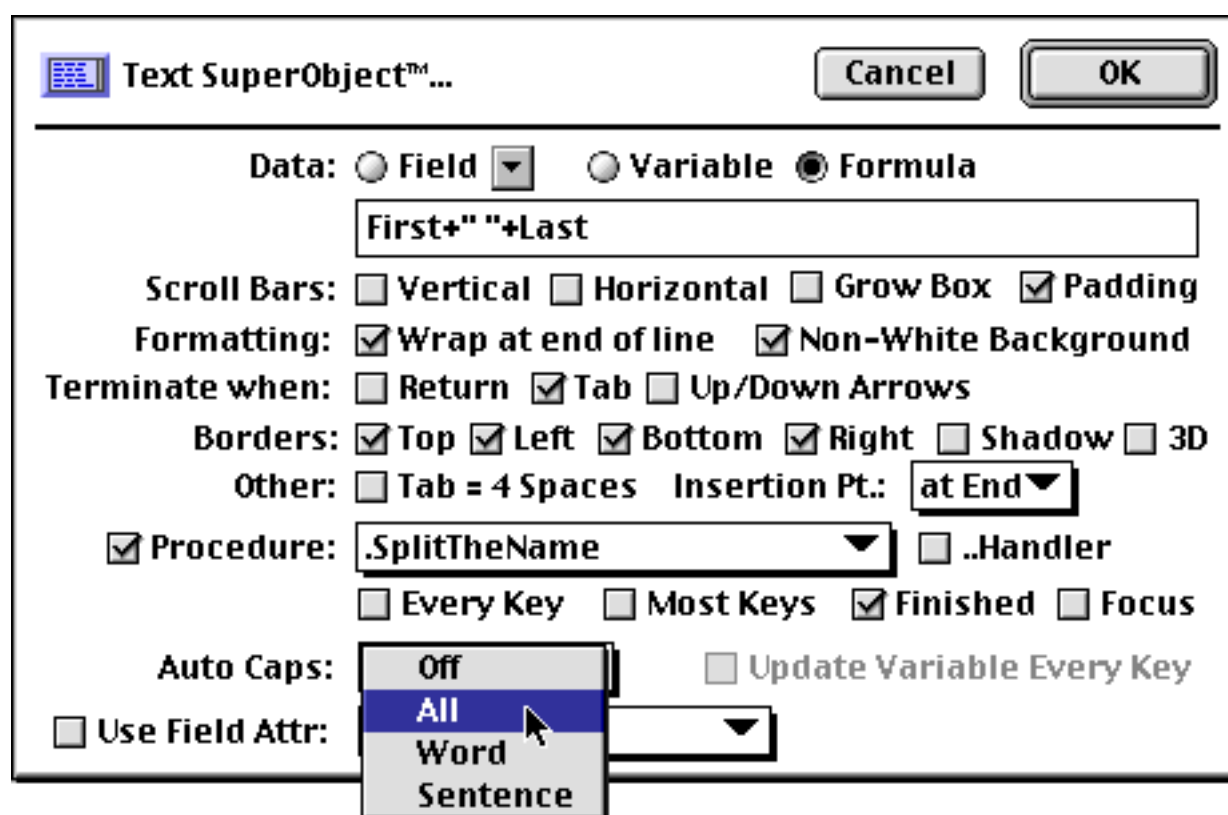 Text SuperObject™... Cancel OK
Data: Field Variable Formula
First+" "+Last
Scroll Bars: Vertical Horizontal Grow Box Padding
Formatting: Wrap at end of line Non-White Background
Terminate when: Return Tab Up/Down Arrows
Borders: Top Left Bottom Right Shadow 3D
Other: Tab = 4 Spaces Insertion Pt.: at End
Procedure: .SplitTheName ..Handler
Every Key Most Keys Finished Focus
Auto Caps: Off Update Variable Every Key
All
Use Field Attr:
Word
Sentence